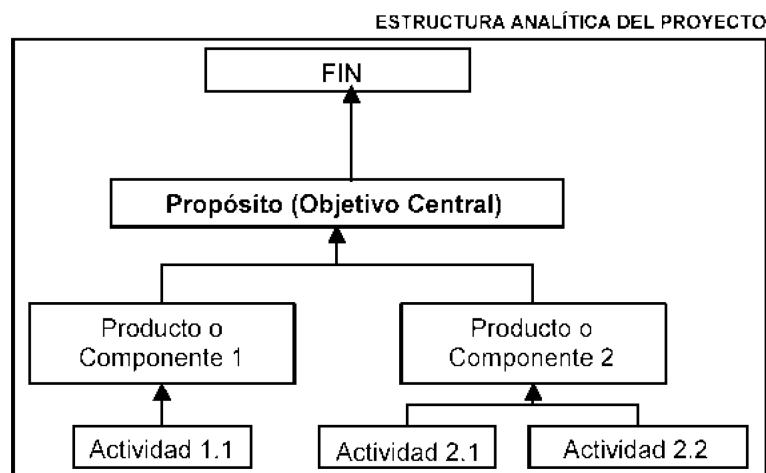 ESTRUCTURA ANALÍTICA DEL PROYECTO
FIN
Propósito (Objetivo Central)
Producto o
Componente 1
Producto o
Componente 2
Actividad 1.1
Actividad 2.1
Actividad 2.2